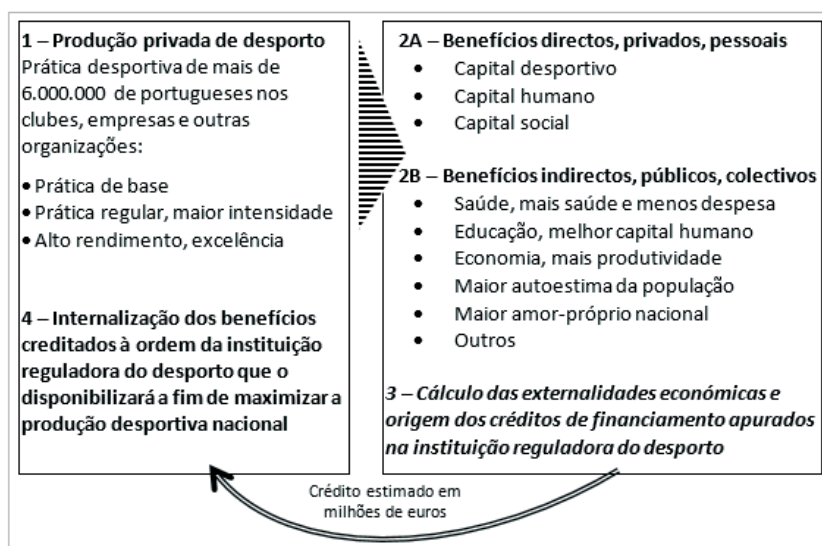 1 – Produção privada de desporto
Prática desportiva de mais de
6.000.000 de portugueses nos
clubes, empresas e outras
organizações:
• Prática de base
• Prática regular, maior intensidade
• Alto rendimento, excelência
4 – Internalização dos benefícios
creditados à ordem da instituição
reguladora do desporto que o
disponibilizará a fim de maximizar a
produção desportiva nacional
2A – Benefícios directos, privados, pessoais
• Capital desportivo
• Capital humano
• Capital social
2B – Benefícios indirectos, públicos, colectivos
• Saúde, mais saúde e menos despesa
• Educação, melhor capital humano
• Economia, mais produtividade
• Maior autoestima da população
• Maior amor-próprio nacional
• Outros
3 – Cálculo das externalidades económicas e
origem dos créditos de financiamento apurados
na instituição reguladora do desporto
Crédito estimado em
milhões de euros